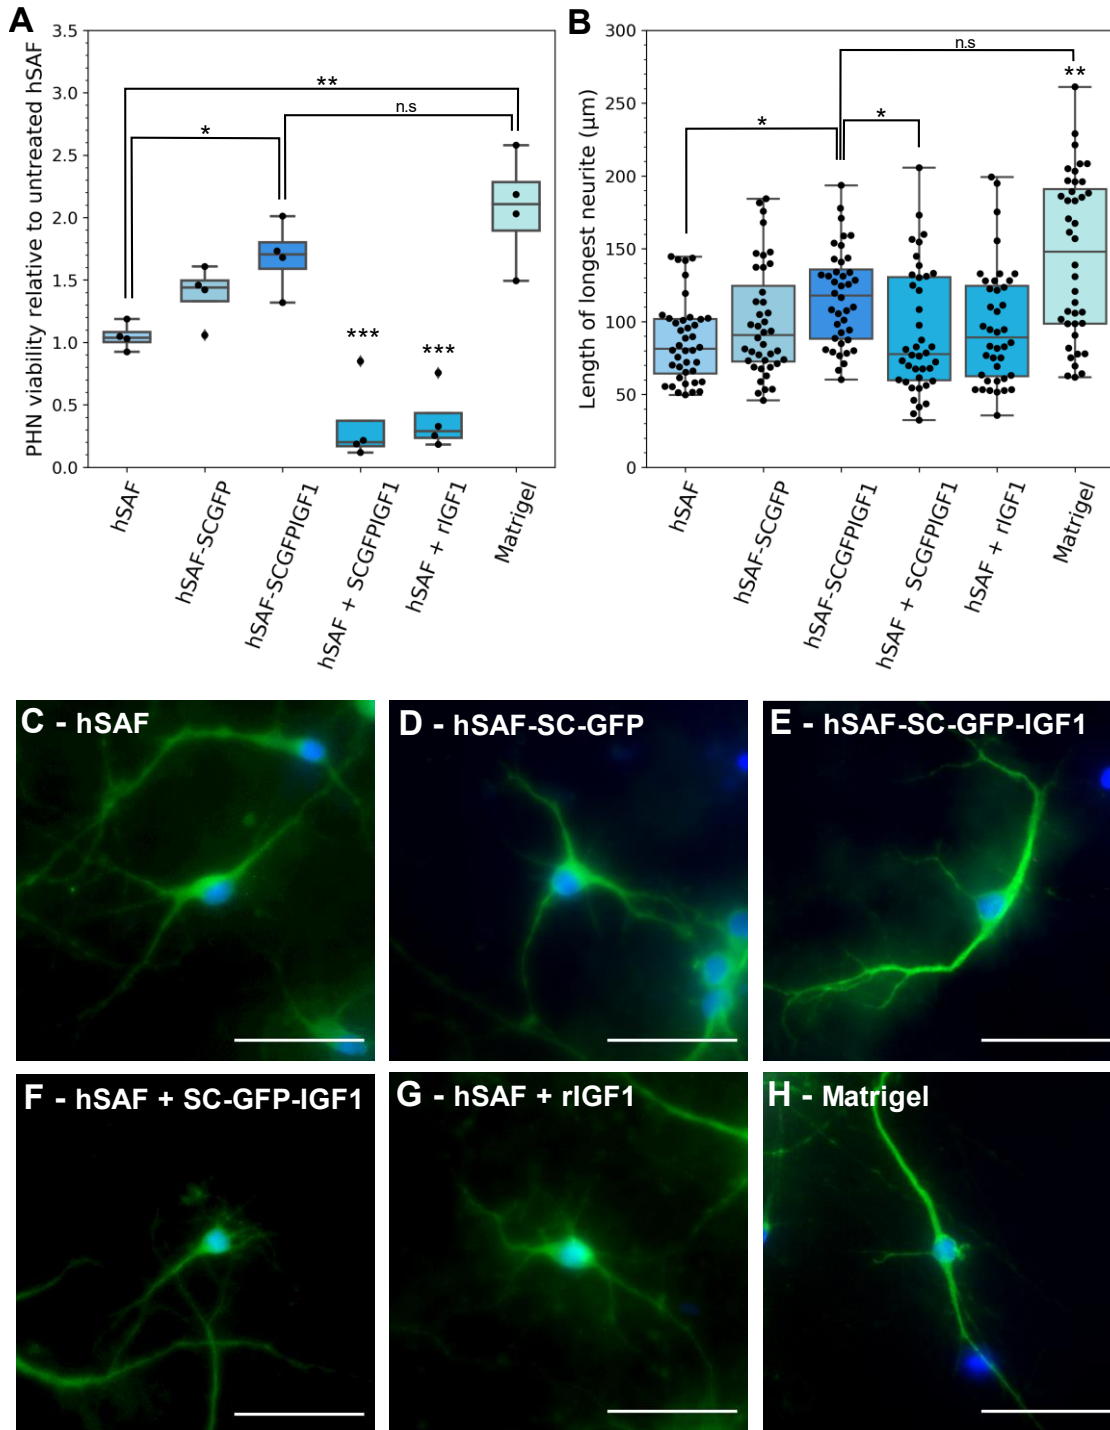 A
B
PHN viability relative to untreated hSAF
3.5
3.0
2.5
2.0
1.5
1.0
0.5
0.0
**
n.s
*
***
***
hSAF
hSAF-SCGFP
hSAF-SCGFPIGF1
hSAF + SCGFPIGF1
hSAF + rIGF1
Matrigel
Length of longest neurite (μm)
300
250
200
150
100
50
0
n.s
**
*
*
hSAF
hSAF-SCGFP
hSAF-SCGFPIGF1
hSAF + SCGFPIGF1
hSAF + rIGF1
Matrigel
C - hSAF
D - hSAF-SC-GFP
E - hSAF-SC-GFP-IGF1
F - hSAF + SC-GFP-IGF1
G - hSAF + rIGF1
H - Matrigel